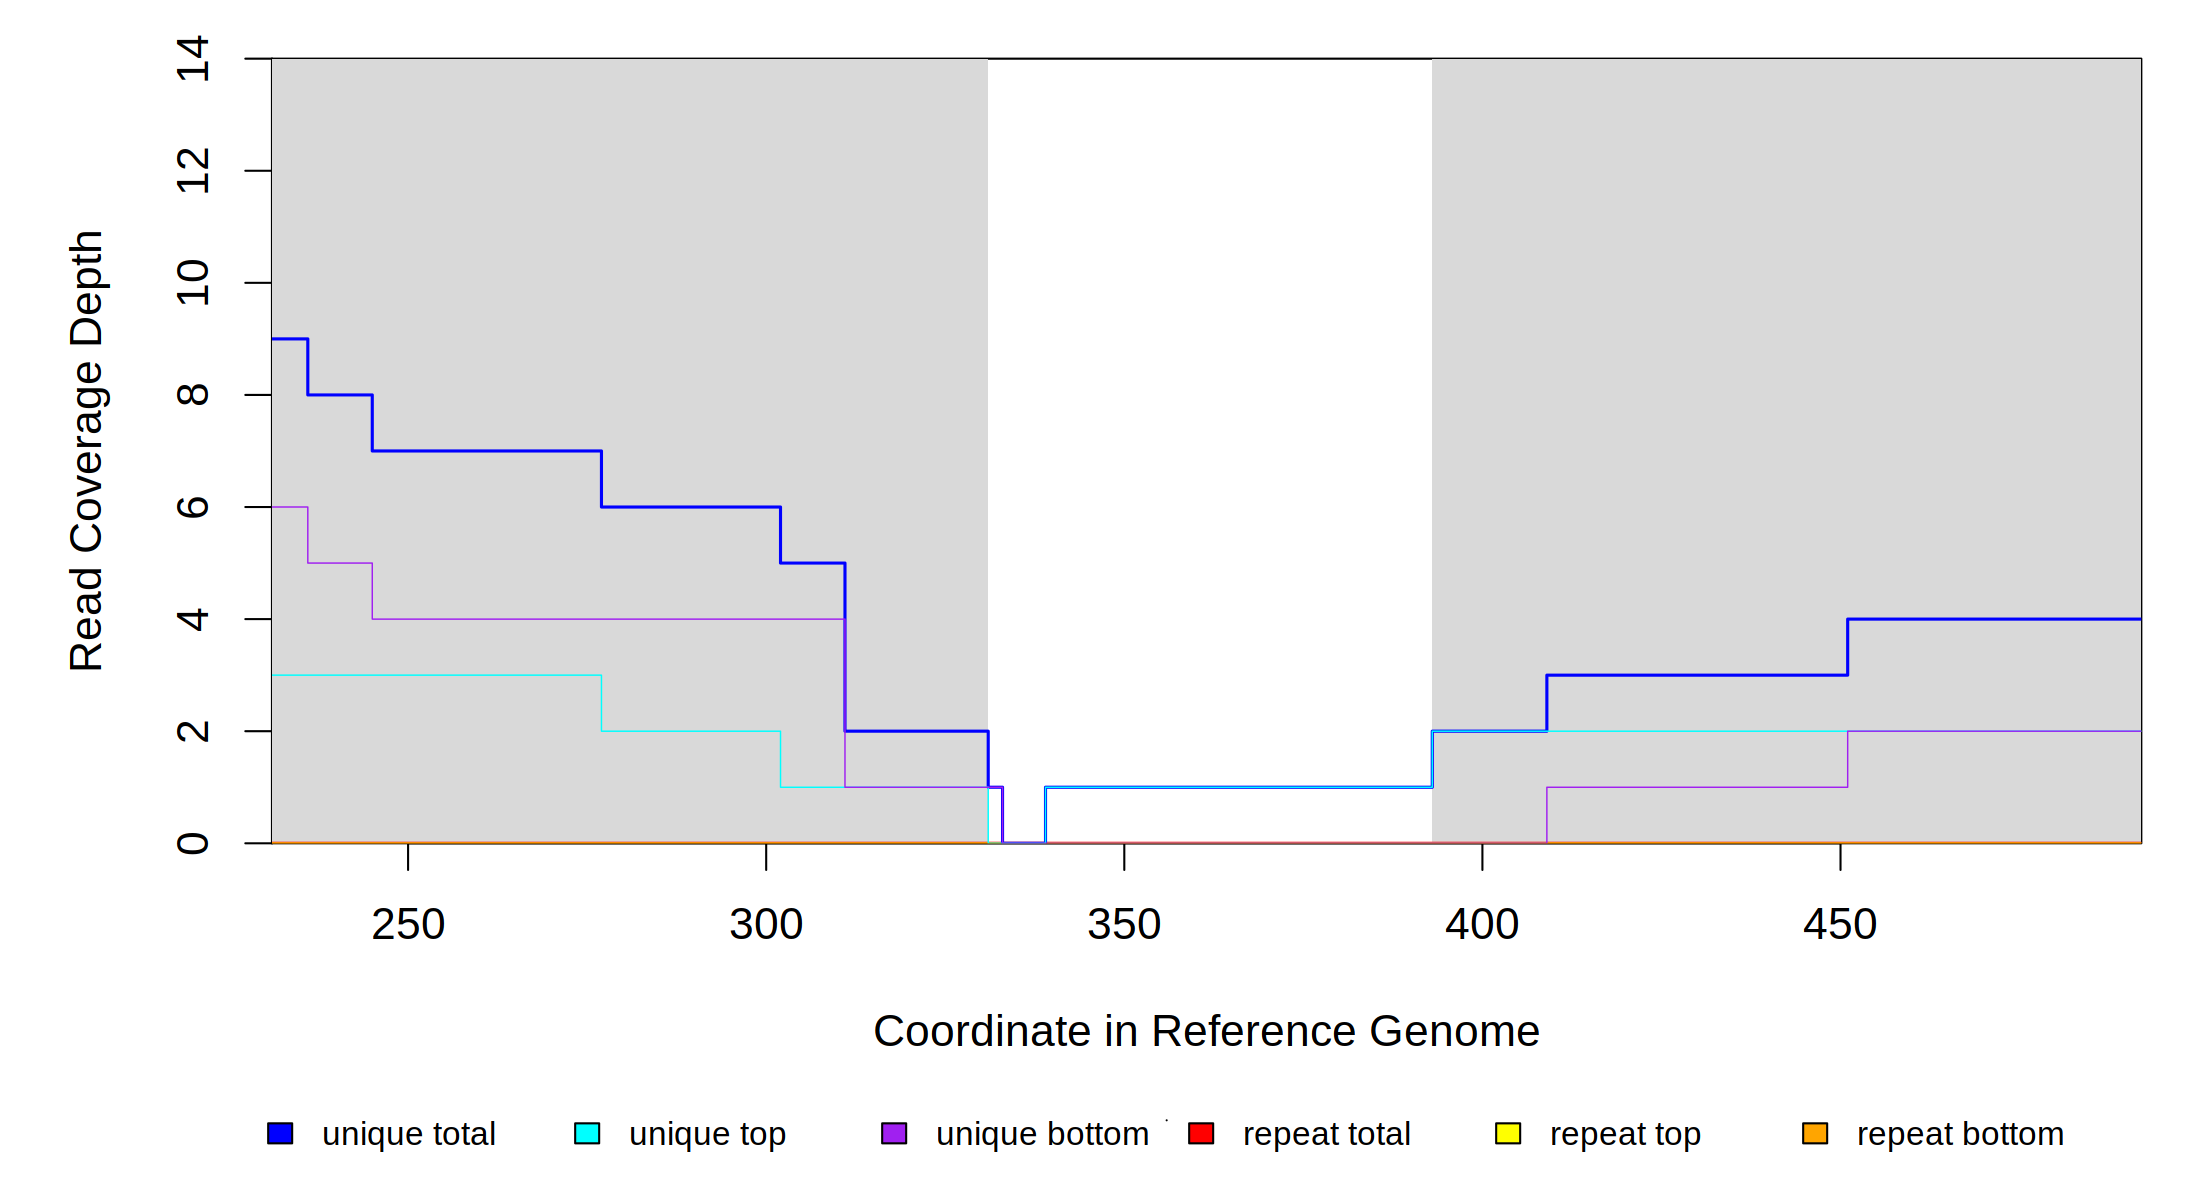 14
12
10
8
6
4
2
0
Read Coverage Depth
250 300 350 400 450
Coordinate in Reference Genome
unique total unique top unique bottom repeat total repeat top repeat bottom